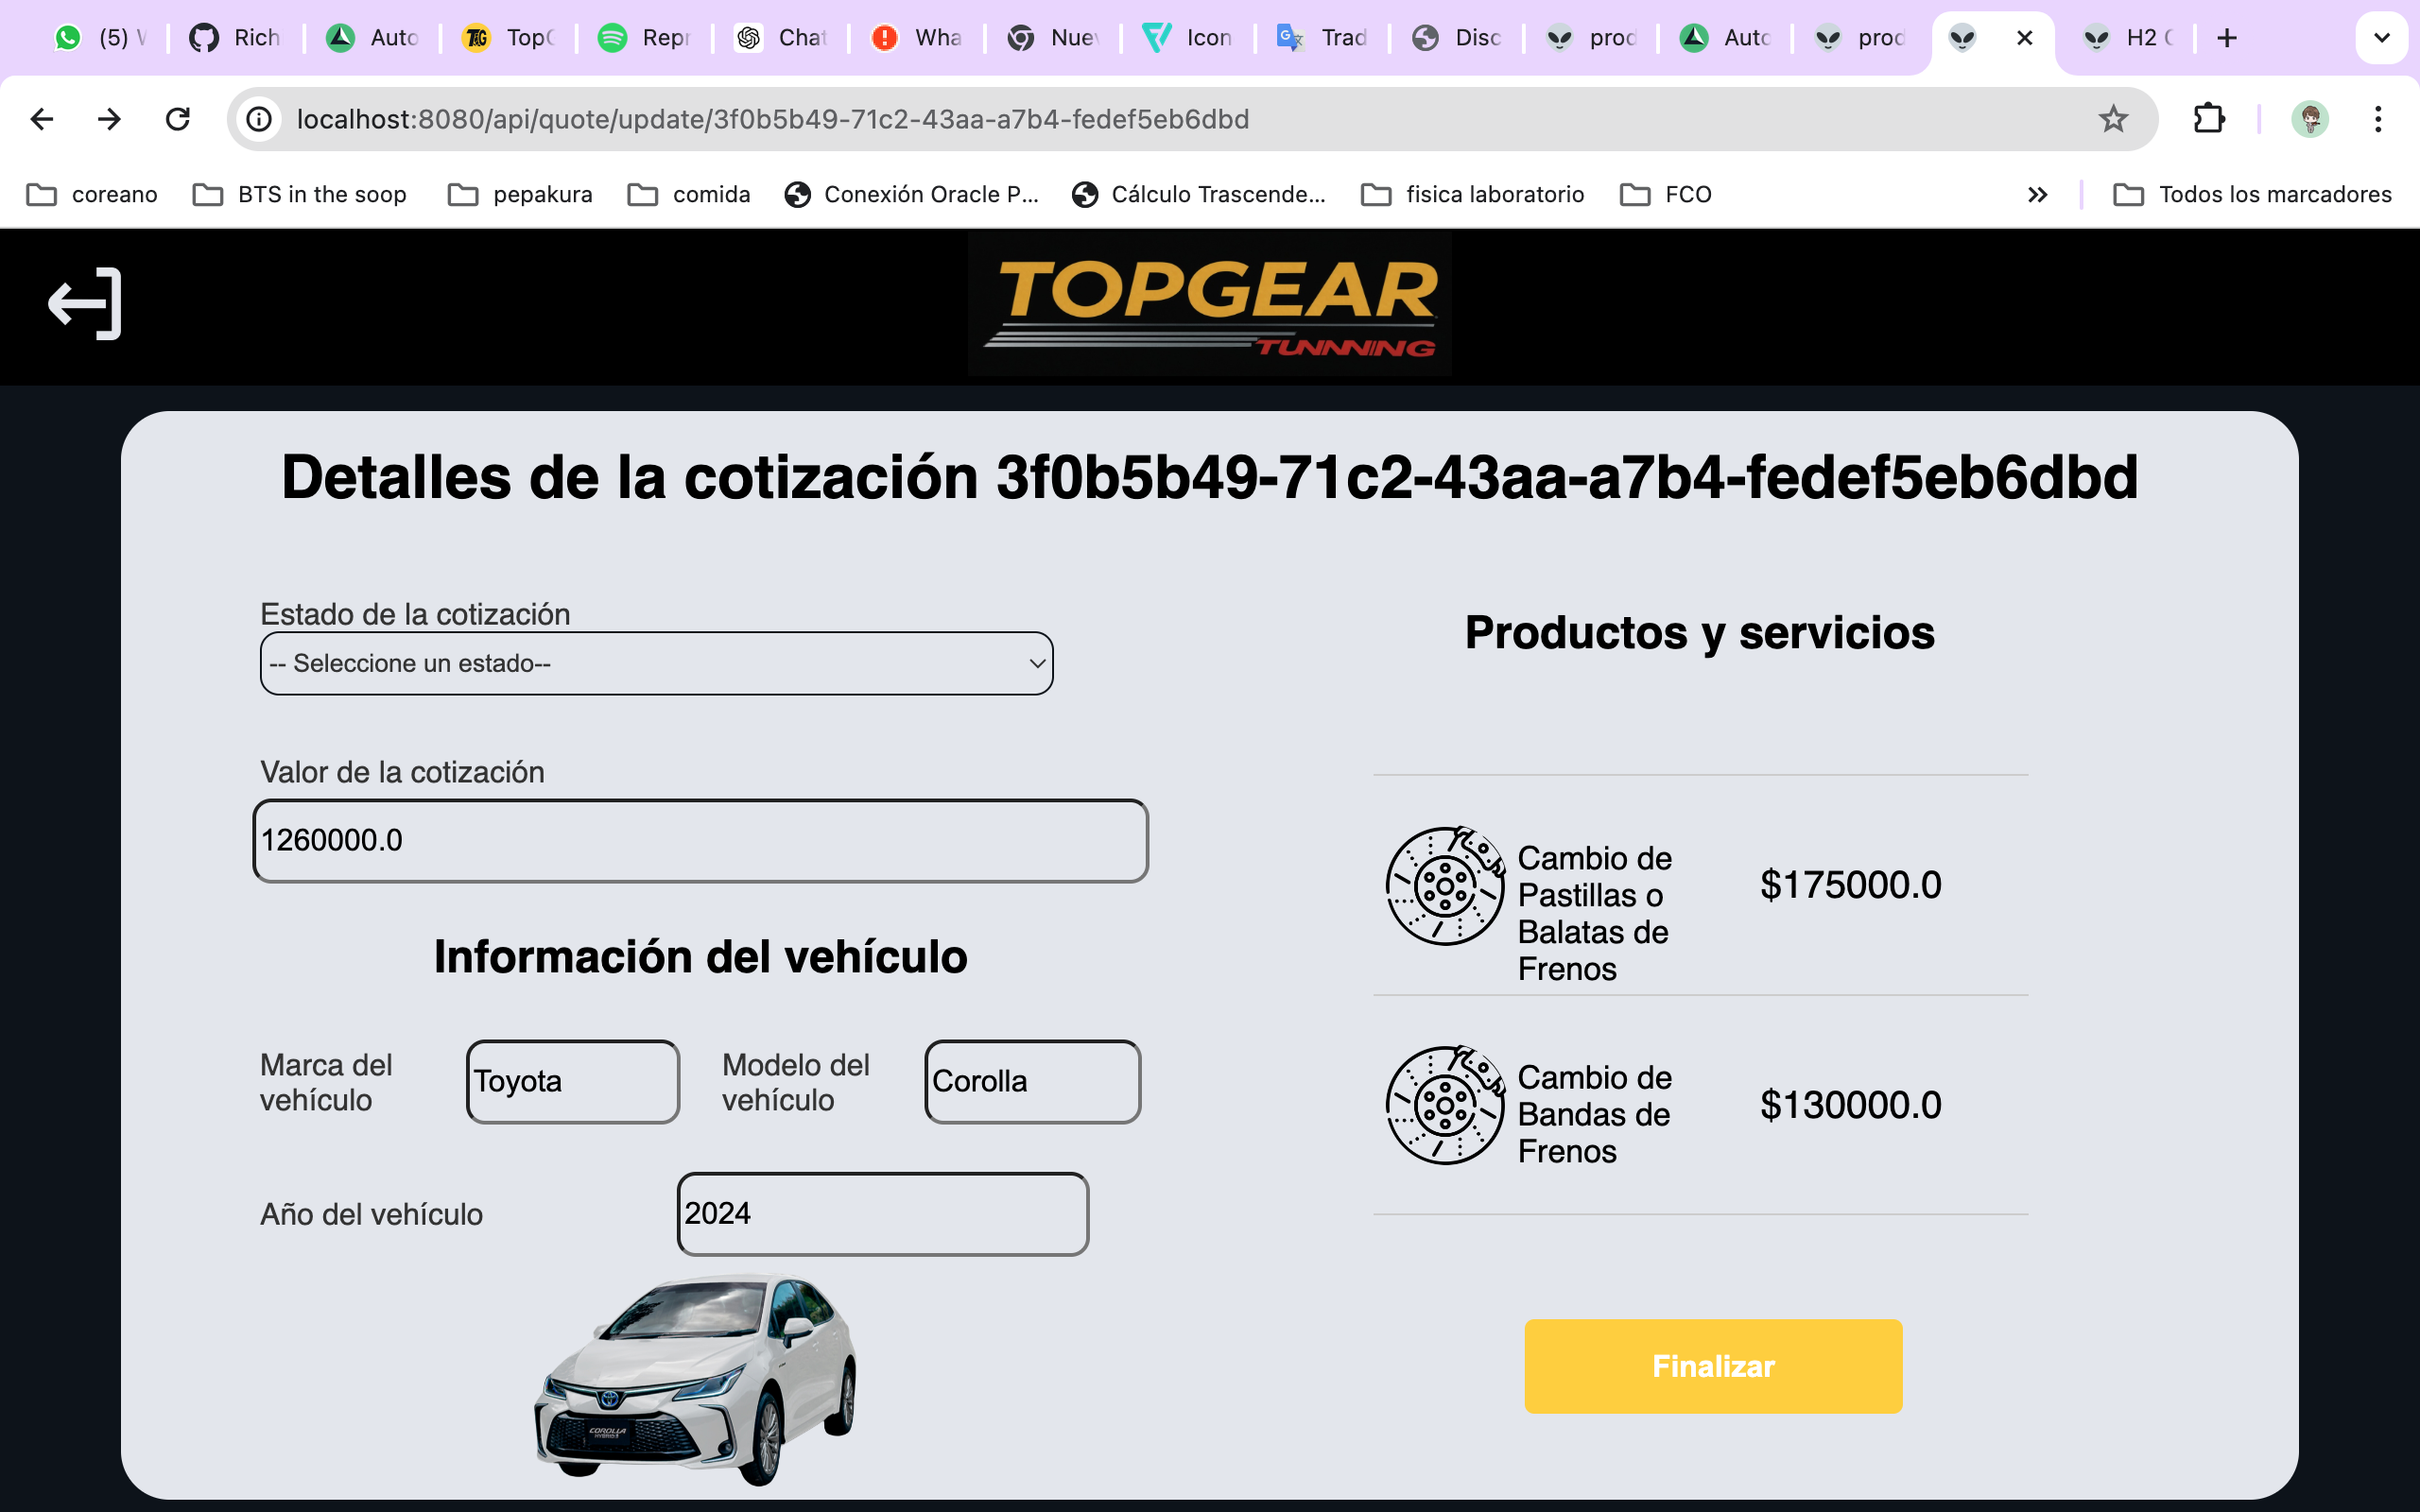 (5) W
Rich
Auto
TopG
Repr
Chat
Wha
Nuev
Icon
Trad
Disc
prod
Auto
prod
H2 C
localhost:8080/api/quote/update/3f0b5b49-71c2-43aa-a7b4-fedef5eb6dbd
coreano
BTS in the soop
pepakura
comida
Conexión Oracle P...
Cálculo Trascende...
fisica laboratorio
FCO
Todos los marcadores
TOPGEAR
TUNNNING
Detalles de la cotización 3f0b5b49-71c2-43aa-a7b4-fedef5eb6dbd
Estado de la cotización
-- Seleccione un estado--
Valor de la cotización
1260000.0
Información del vehículo
Marca del
vehículo
Toyota
Modelo del
vehículo
Corolla
Año del vehículo
2024
COROLLA
HYBRID
Productos y servicios
Cambio de
Pastillas o
Balatas de
Frenos
$175000.0
Cambio de
Bandas de
Frenos
$130000.0
Finalizar